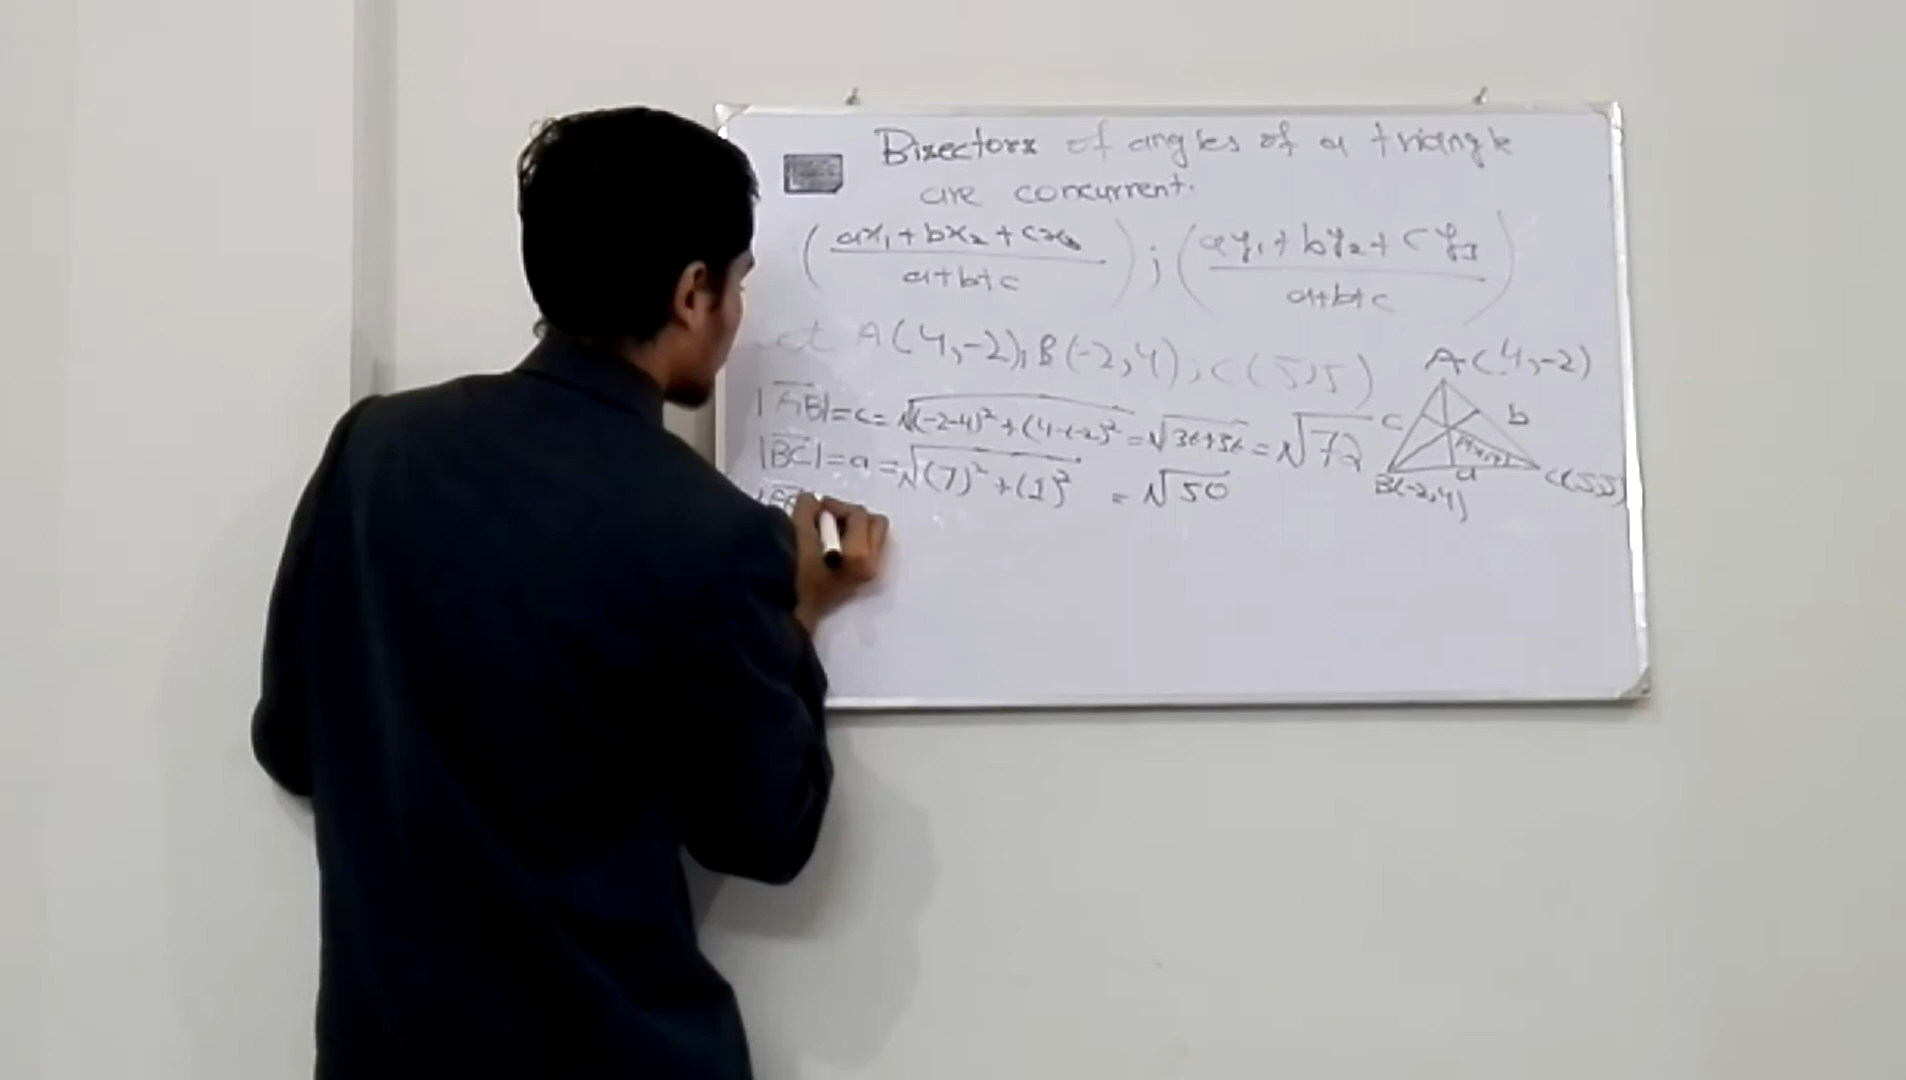 Bisectors of angles of a triangle
are concurrent.
(ax₁+bx₂+cx₃ / a+b+c) ; (ay₁+by₂+cy₃ / a+b+c)
A(4,-2), B(-2,4), C(5,5)
|AB| = c = √(-2-4)²+(4-(-2)² = √36+36 = √72
|BC| = a = √(7)²+(1)² = √50
A(4,-2)
c
b
a
B(-2,4)
C(5,5)